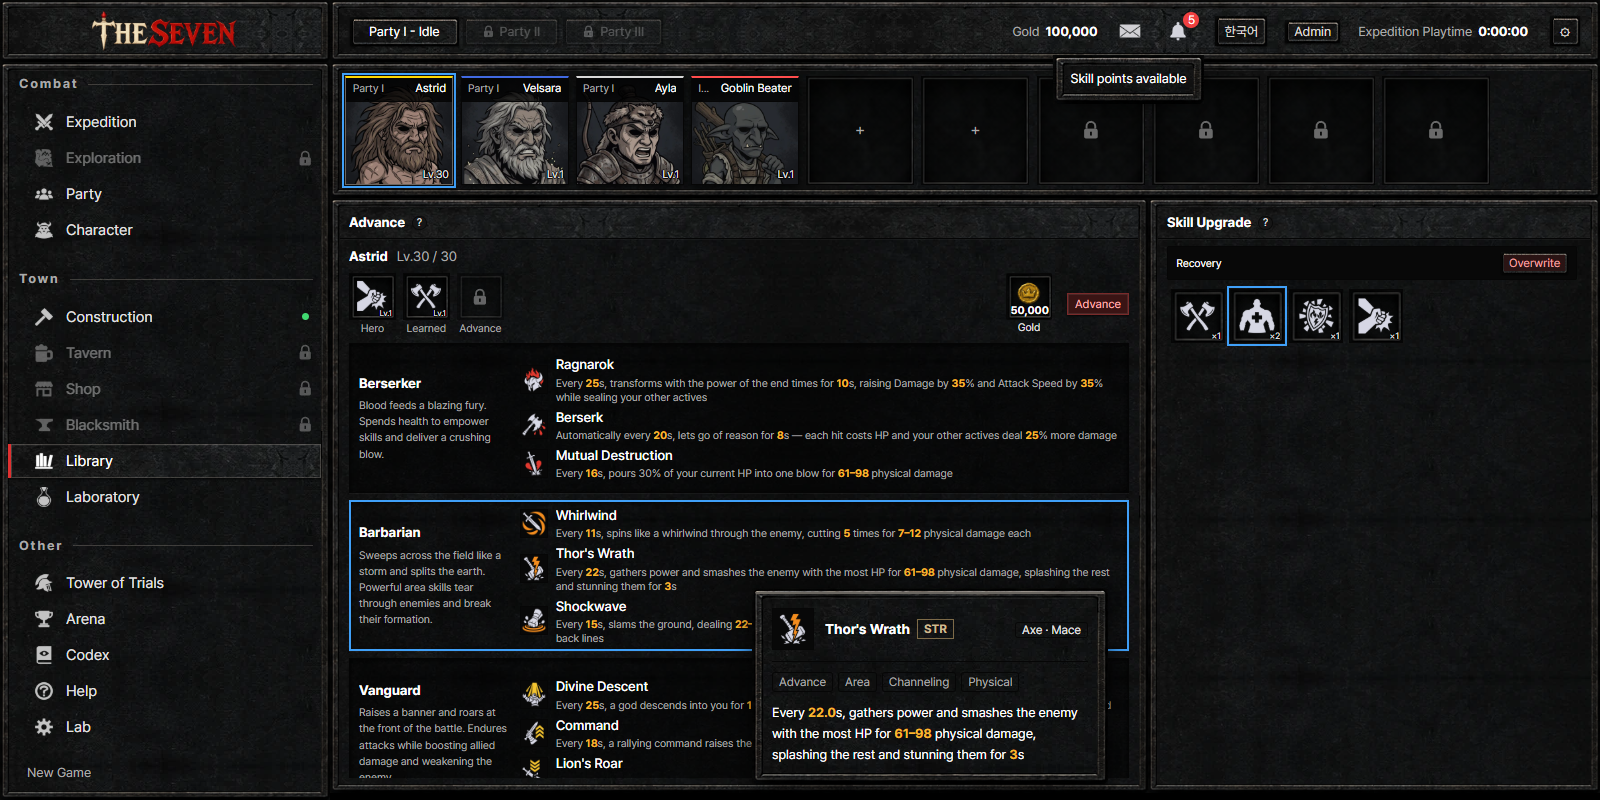 THE SEVEN
Party I - Idle
Party II
Party III
Gold 100,000
5
한국어
Admin
Expedition Playtime 0:00:00
Skill points available
Combat
Expedition
Exploration
Party
Character
Town
Construction
Tavern
Shop
Blacksmith
Library
Laboratory
Other
Tower of Trials
Arena
Codex
Help
Lab
New Game
Party I Astrid
Lv.30
Party I Velsara
Lv.1
Party I Ayla
Lv.1
I... Goblin Beater
Lv.1
+
+
Advance ?
Astrid Lv.30 / 30
Lv.1
Hero
Lv.1
Learned
Advance
50,000
Gold
Advance
Berserker
Blood feeds a blazing fury.
Spends health to empower
skills and deliver a crushing
blow.
Ragnarok
Every 25s, transforms with the power of the end times for 10s, raising Damage by 35% and Attack Speed by 35%
while sealing your other actives
Berserk
Automatically every 20s, lets go of reason for 8s — each hit costs HP and your other actives deal 25% more damage
Mutual Destruction
Every 16s, pours 30% of your current HP into one blow for 61–98 physical damage
Barbarian
Sweeps across the field like a
storm and splits the earth.
Powerful area skills tear
through enemies and break
their formation.
Whirlwind
Every 11s, spins like a whirlwind through the enemy, cutting 5 times for 7–12 physical damage each
Thor's Wrath
Every 22s, gathers power and smashes the enemy with the most HP for 61–98 physical damage, splashing the rest
and stunning them for 3s
Shockwave
Every 15s, slams the ground, dealing 22–
back lines
Vanguard
Raises a banner and roars at
the front of the battle. Endures
attacks while boosting allied
damage and weakening the
enemy.
Divine Descent
Every 25s, a god descends into you for 1
Command
Every 18s, a rallying command raises the
Lion's Roar
Thor's Wrath STR Axe · Mace
Advance Area Channeling Physical
Every 22.0s, gathers power and smashes the enemy
with the most HP for 61–98 physical damage,
splashing the rest and stunning them for 3s
Skill Upgrade ?
Recovery Overwrite
×1
×2
×1
×1